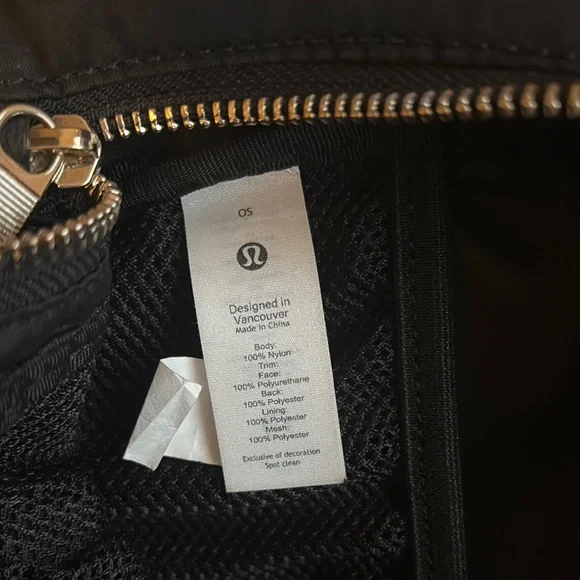 OS
Designed in
Vancouver
Made in China
Body:
100% Nylon
Trim:
Face:
100% Polyurethane
Back:
100% Polyester
Lining:
100% Polyester
Mesh:
100% Polyester
Exclusive of decoration
Spot clean